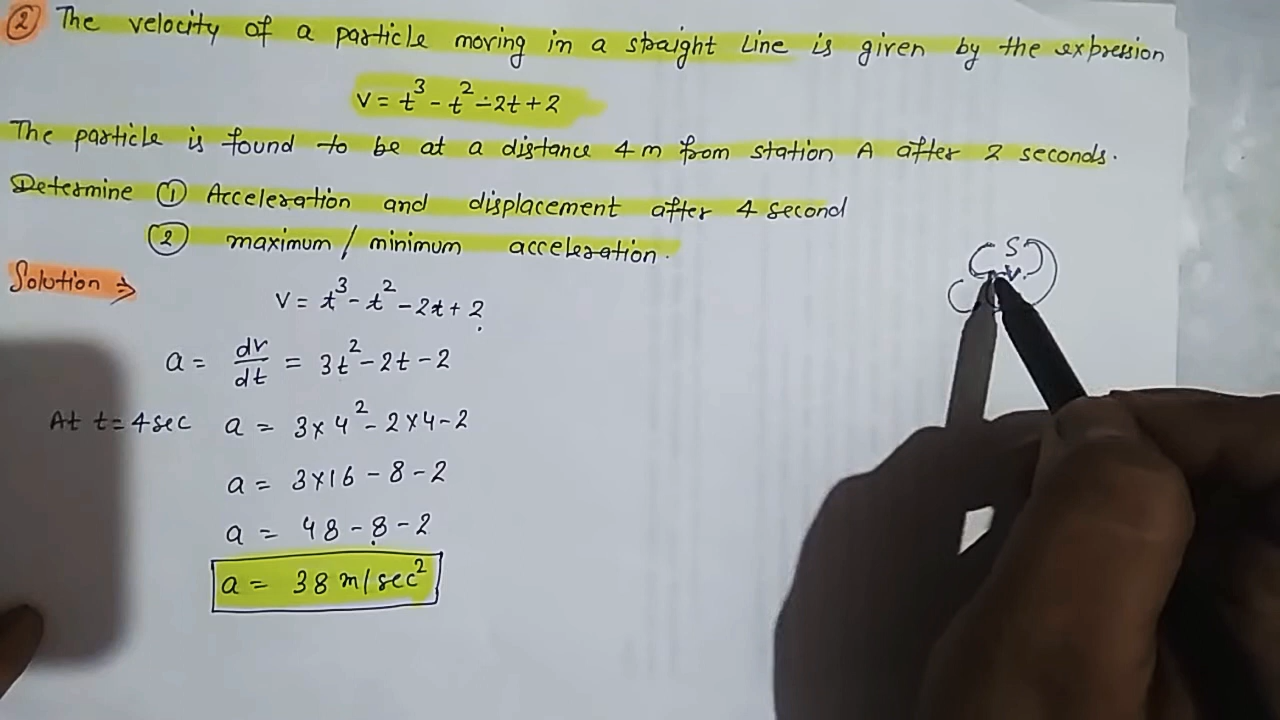 ② The velocity of a particle moving in a straight Line is given by the expression
V = t³ - t² - 2t + 2
The particle is found to be at a distance 4 m from station A after 2 seconds.
Determine ① Acceleration and displacement after 4 second
② maximum / minimum acceleration.
Solution ⇒
V = t³ - t² - 2t + 2
a = dv/dt = 3t² - 2t - 2
At t = 4 sec a = 3 × 4² - 2 × 4 - 2
a = 3 × 16 - 8 - 2
a = 48 - 8 - 2
a = 38 m/sec²
S
v